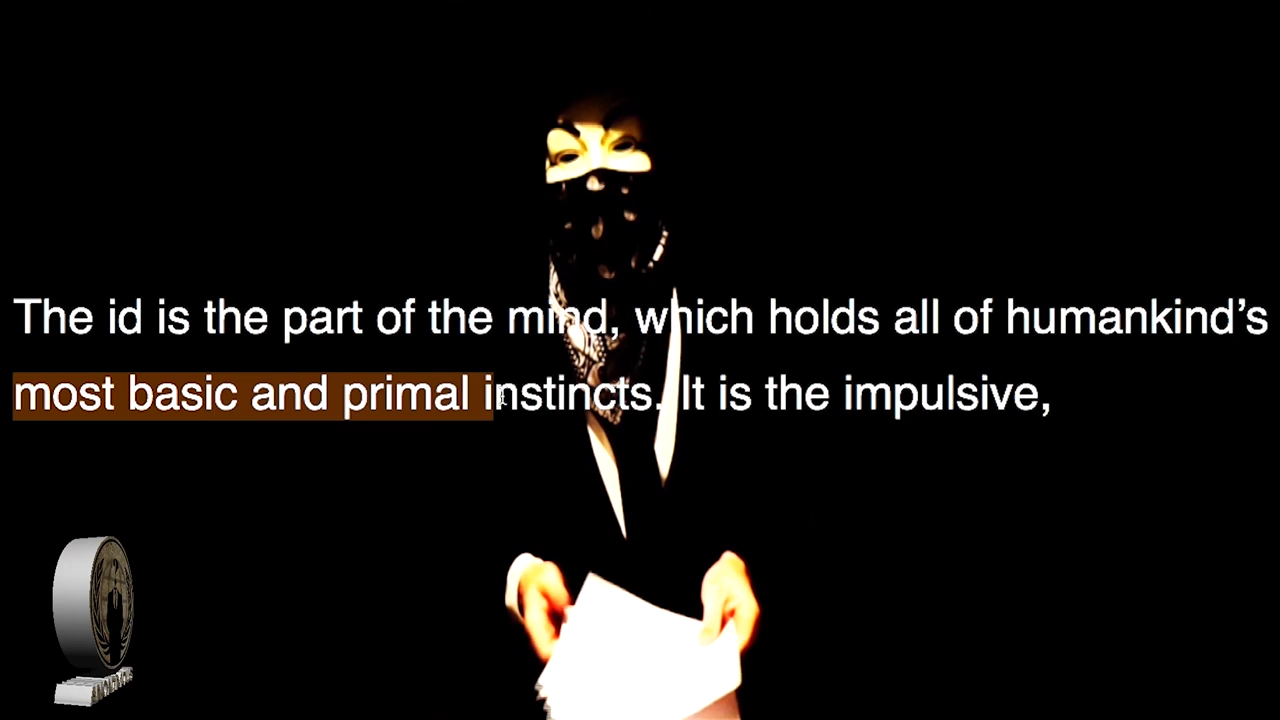 The id is the part of the mind, which holds all of humankind’s
most basic and primal instincts. It is the impulsive,